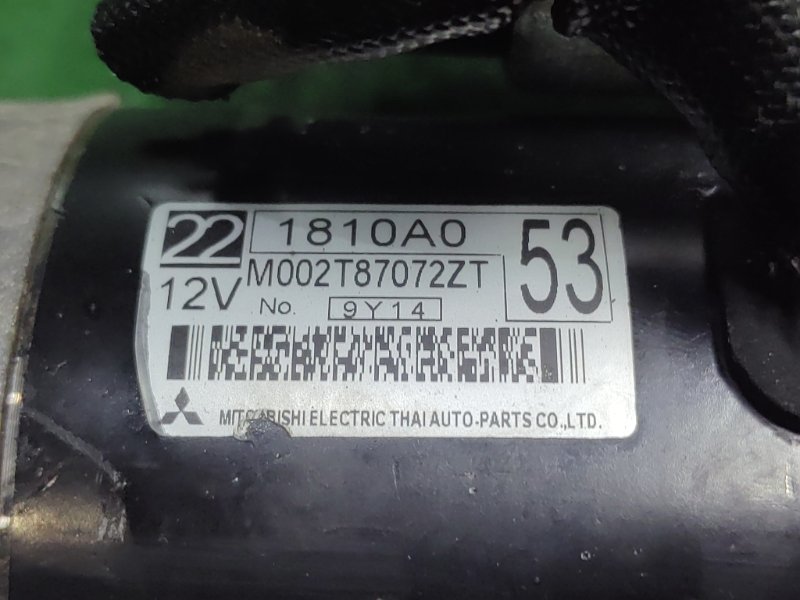 22 1810A0 53
12V M002T87072ZT
No. 9Y14
MITSUBISHI ELECTRIC THAI AUTO-PARTS CO.,LTD.